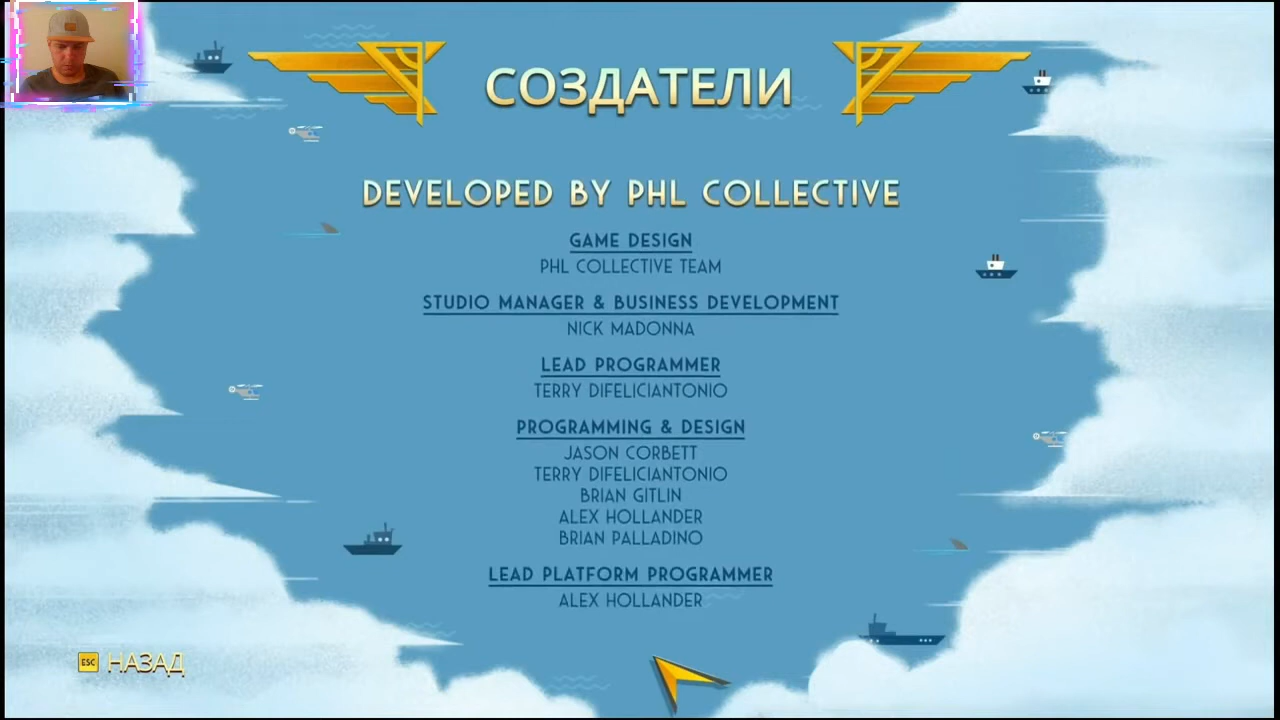 СОЗДАТЕЛИ
DEVELOPED BY PHL COLLECTIVE
GAME DESIGN
PHL COLLECTIVE TEAM
STUDIO MANAGER & BUSINESS DEVELOPMENT
NICK MADONNA
LEAD PROGRAMMER
TERRY DIFELICIANTONIO
PROGRAMMING & DESIGN
JASON CORBETT
TERRY DIFELICIANTONIO
BRIAN GITLIN
ALEX HOLLANDER
BRIAN PALLADINO
LEAD PLATFORM PROGRAMMER
ALEX HOLLANDER
ESC НАЗАД